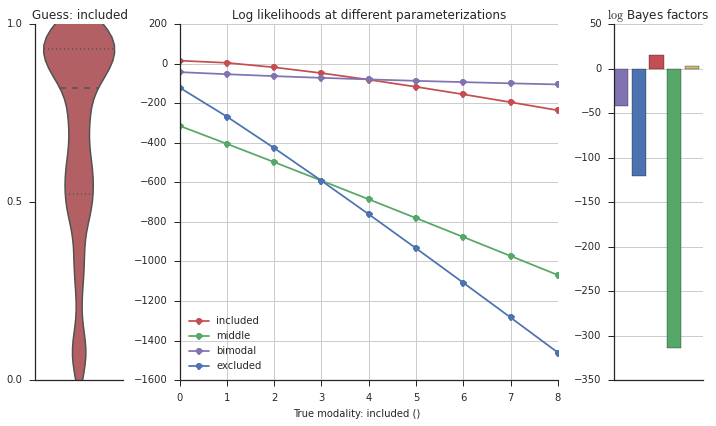 Guess: included
1.0
0.5
0.0
Log likelihoods at different parameterizations
200
0
−200
−400
−600
−800
−1000
−1200
−1400
−1600
included
middle
bimodal
excluded
0 1 2 3 4 5 6 7 8
True modality: included ()
log Bayes factors
50
0
−50
−100
−150
−200
−250
−300
−350